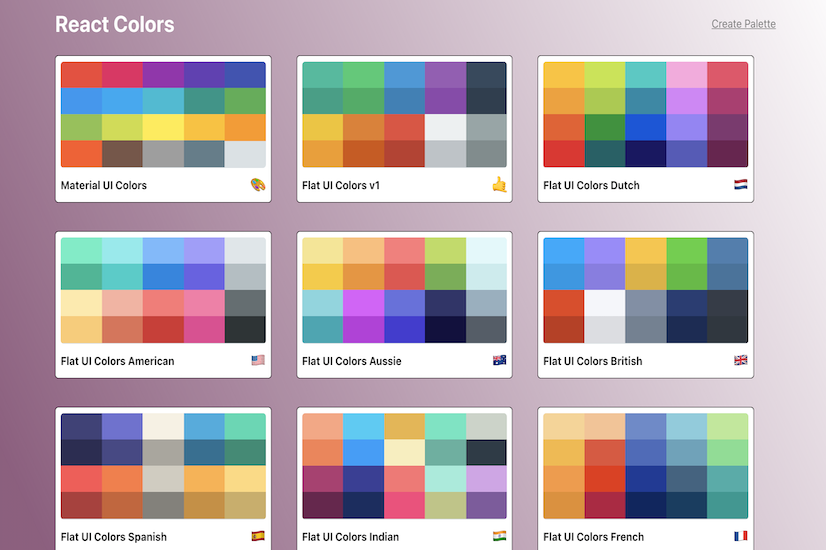 React Colors
Create Palette
Material UI Colors
Flat UI Colors v1
Flat UI Colors Dutch
Flat UI Colors American
Flat UI Colors Aussie
Flat UI Colors British
Flat UI Colors Spanish
Flat UI Colors Indian
Flat UI Colors French